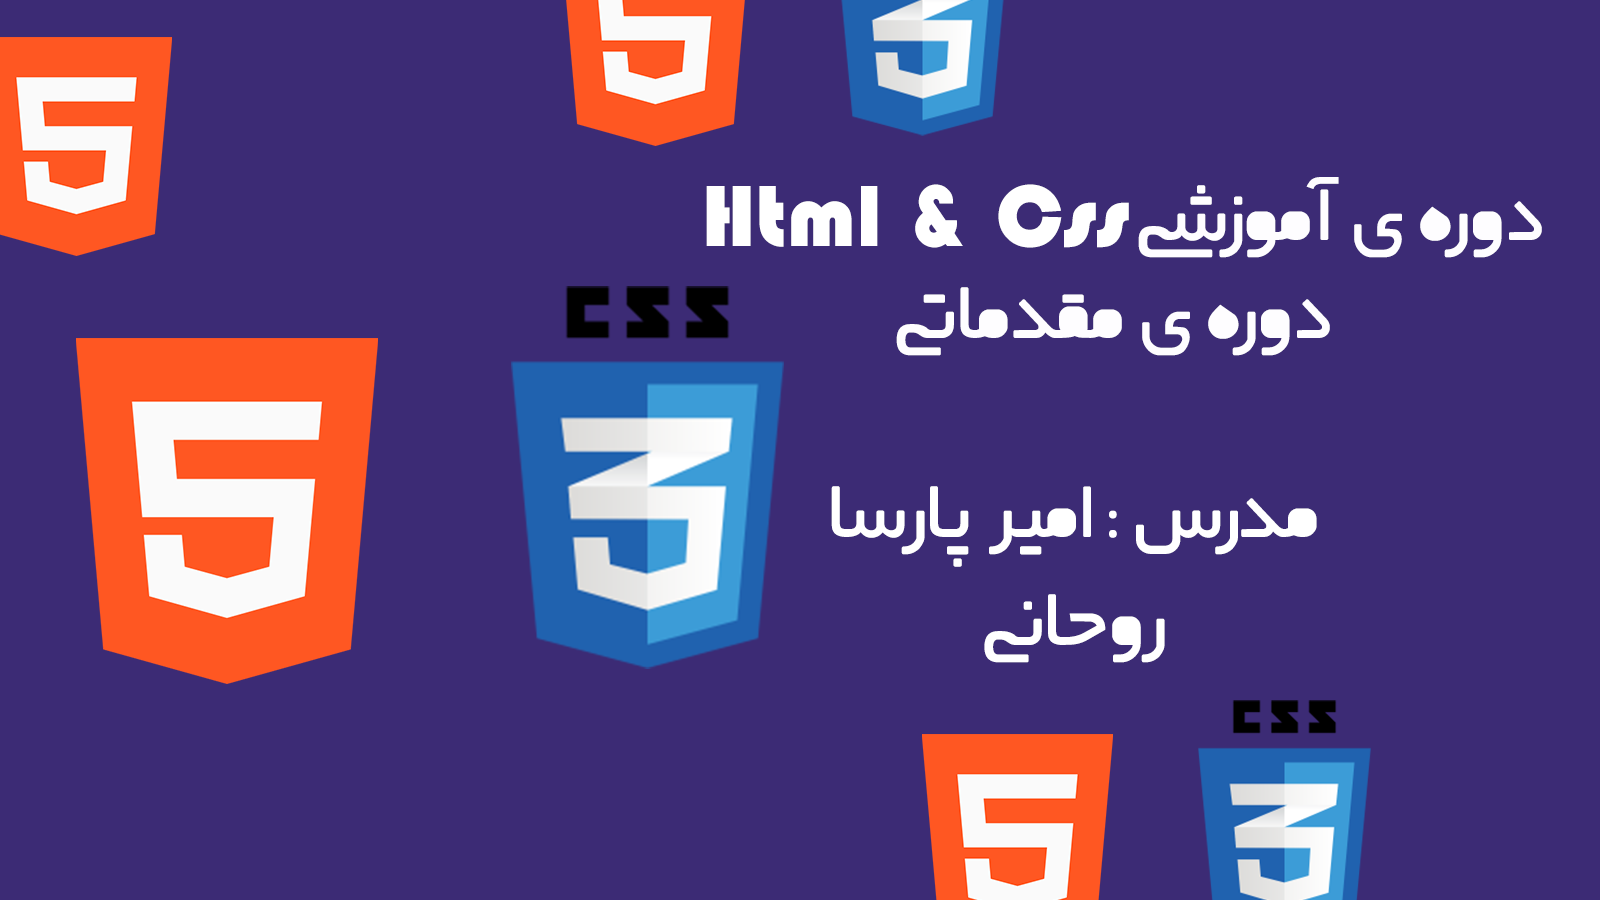 دوره ی آموزشی Html & Css
دوره ی مقدماتی
CSS
مدرس : امیر پارسا
روحانی
CSS